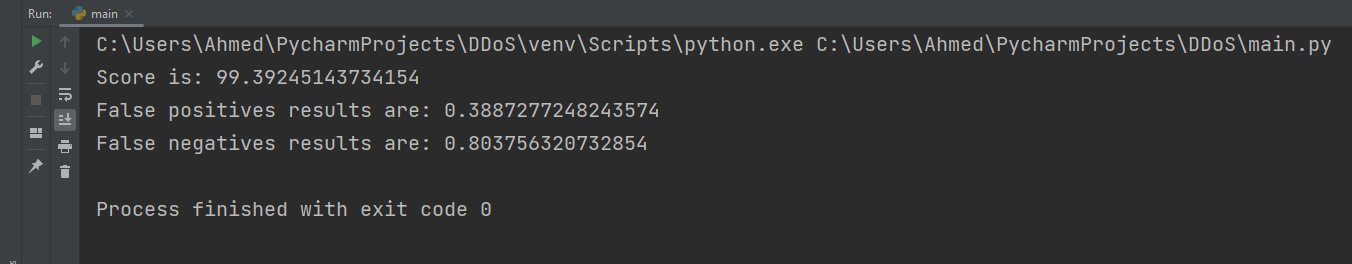 Run: main
C:\Users\Ahmed\PycharmProjects\DDoS\venv\Scripts\python.exe C:\Users\Ahmed\PycharmProjects\DDoS\main.py
Score is: 99.39245143734154
False positives results are: 0.3887277248243574
False negatives results are: 0.803756320732854
Process finished with exit code 0